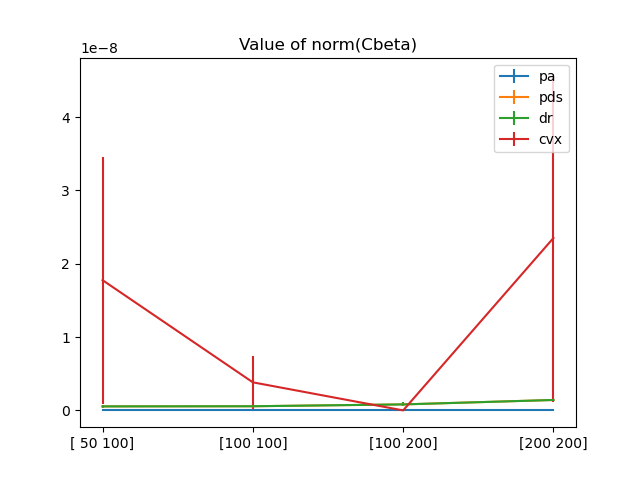 Value of norm(Cbeta)
1e−8
pa
pds
dr
cvx
4
3
2
1
0
[ 50 100]
[100 100]
[100 200]
[200 200]